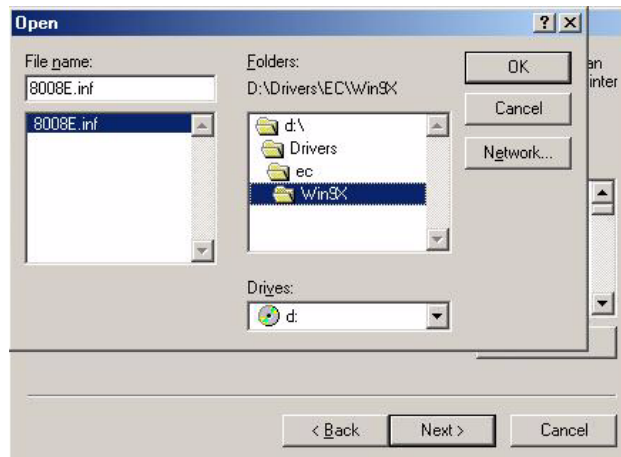 Open
File name:
8008E.inf
8008E.inf
Folders:
D:\Drivers\EC\Win9X
d:\
Drivers
ec
Win9X
Drives:
d:
OK
Cancel
Network...
an
inter
< Back
Next >
Cancel